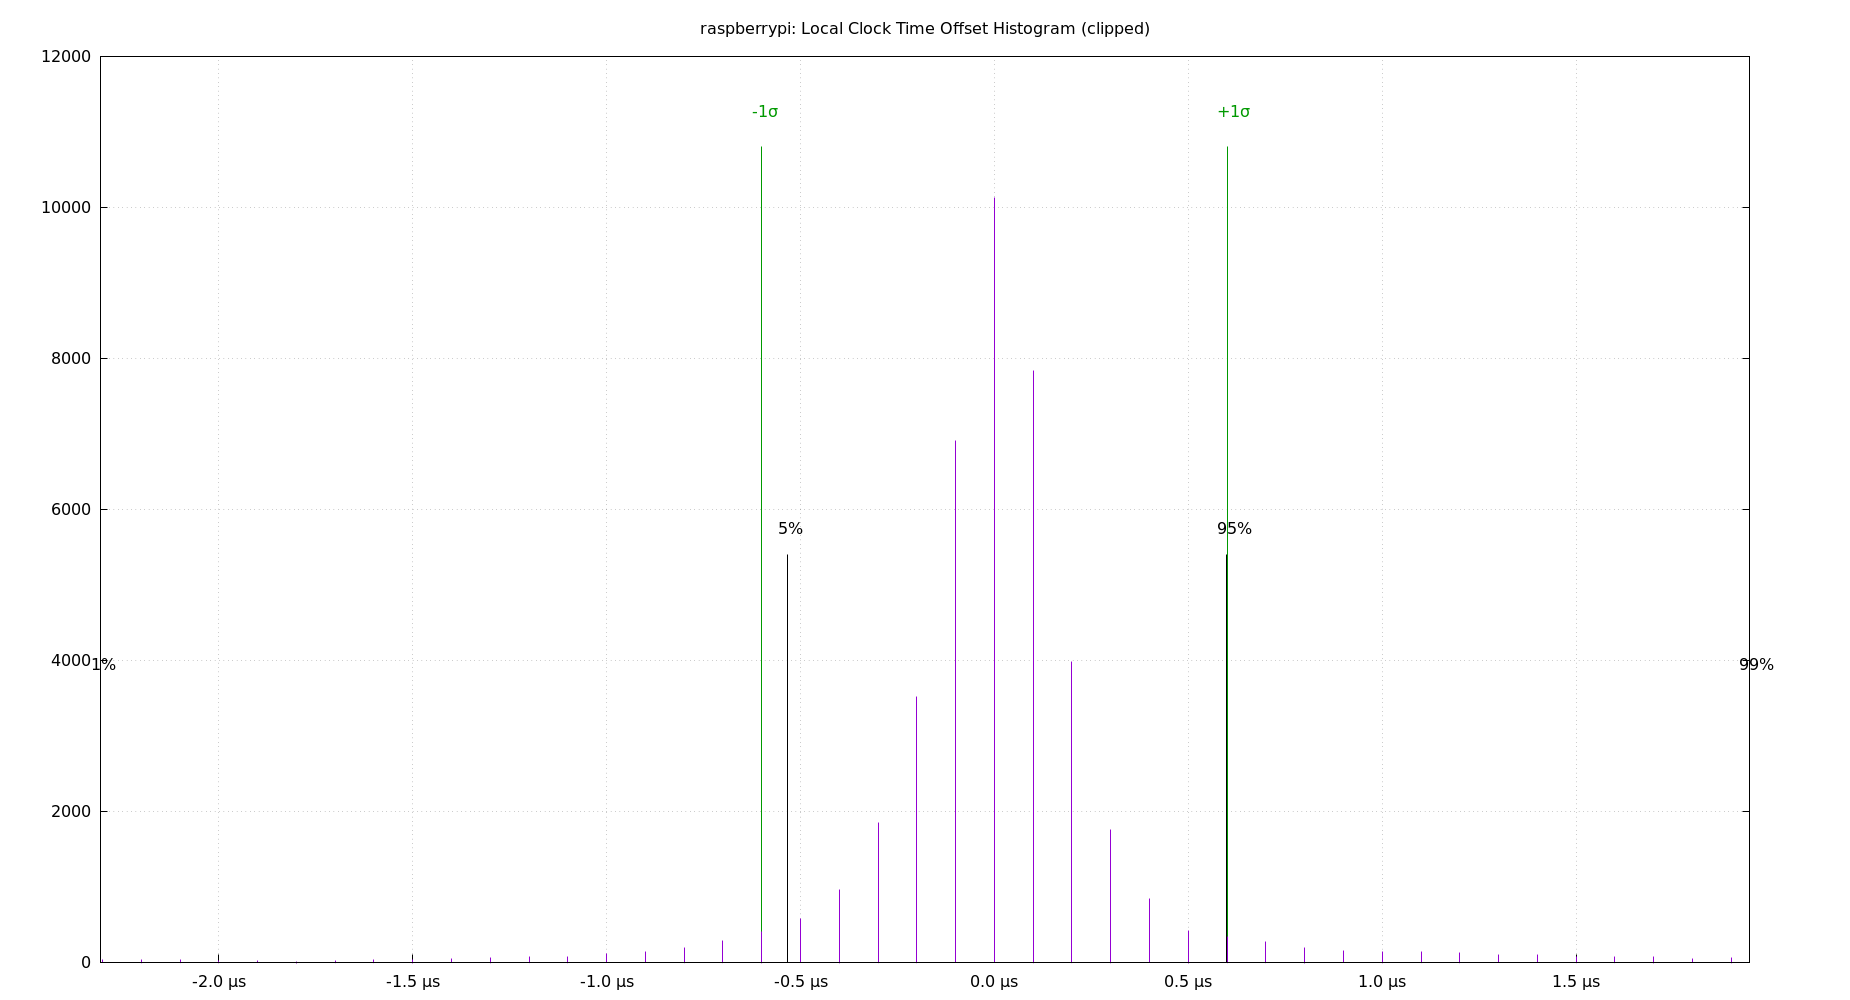 raspberrypi: Local Clock Time Offset Histogram (clipped)
12000
-1σ
+1σ
10000
8000
6000
5%
95%
4000
1%
99%
2000
0
-2.0 µs
-1.5 µs
-1.0 µs
-0.5 µs
0.0 µs
0.5 µs
1.0 µs
1.5 µs